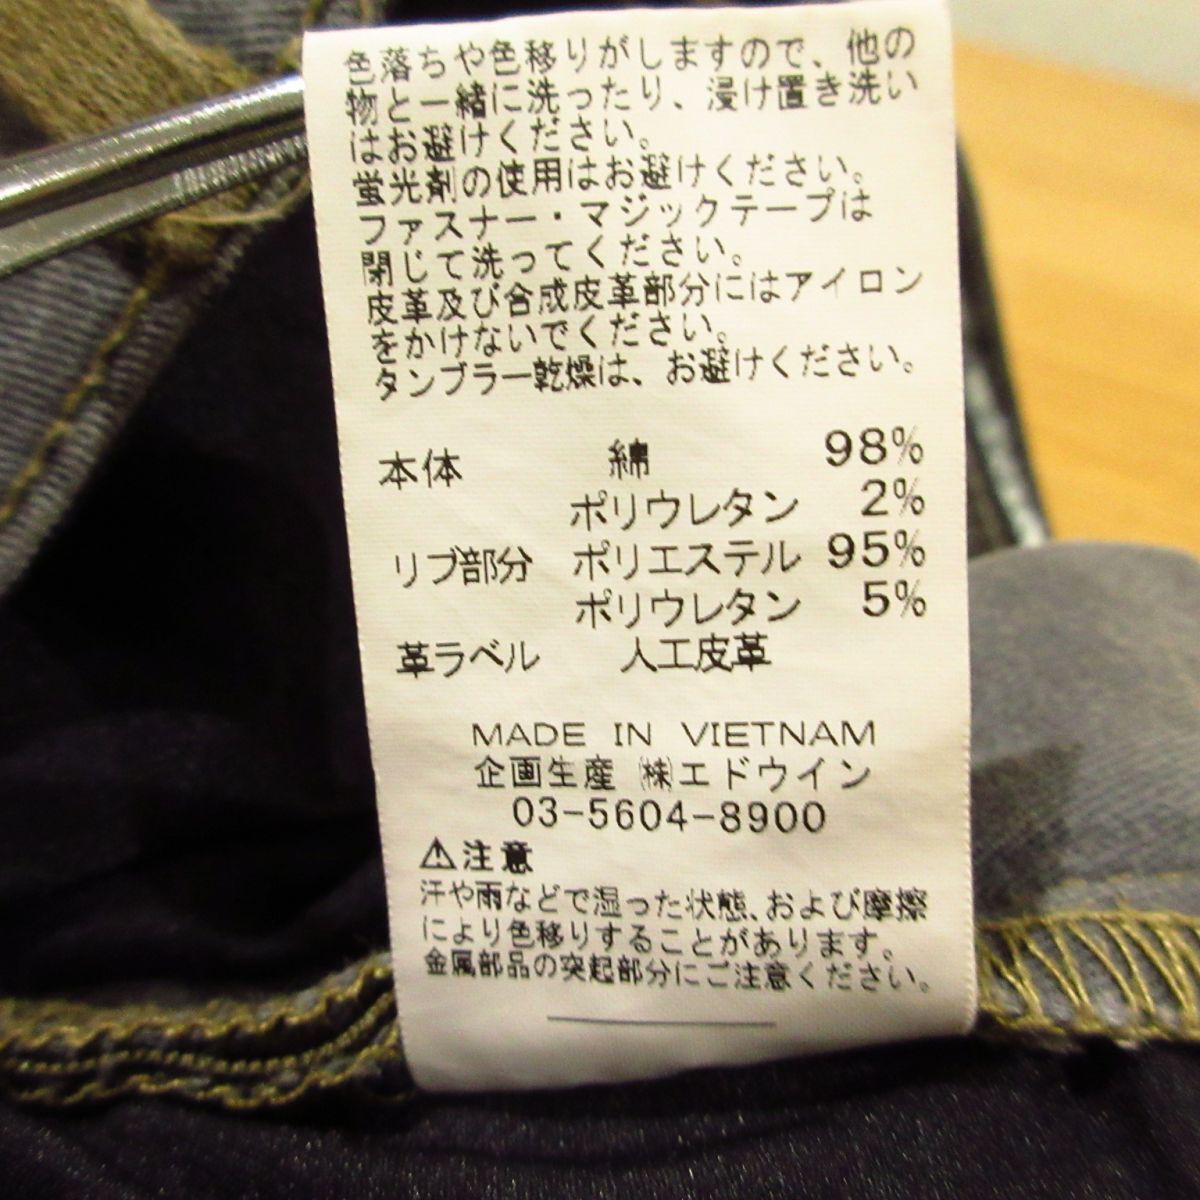 色落ちや色移りがしますので、他の
物と一緒に洗ったり、浸け置き洗い
はお避けください。
蛍光剤の使用はお避けください。
ファスナー・マジックテープは
閉じて洗ってください。
皮革及び合成皮革部分にはアイロン
をかけないでください。
タンブラー乾燥は、お避けください。
本体 綿 98%
ポリウレタン 2%
リブ部分 ポリエステル 95%
ポリウレタン 5%
革ラベル 人工皮革
MADE IN VIETNAM
企画生産 ㈱エドウイン
03-5604-8900
⚠注意
汗や雨などで湿った状態、および摩擦
により色移りすることがあります。
金属部品の突起部分にご注意ください。